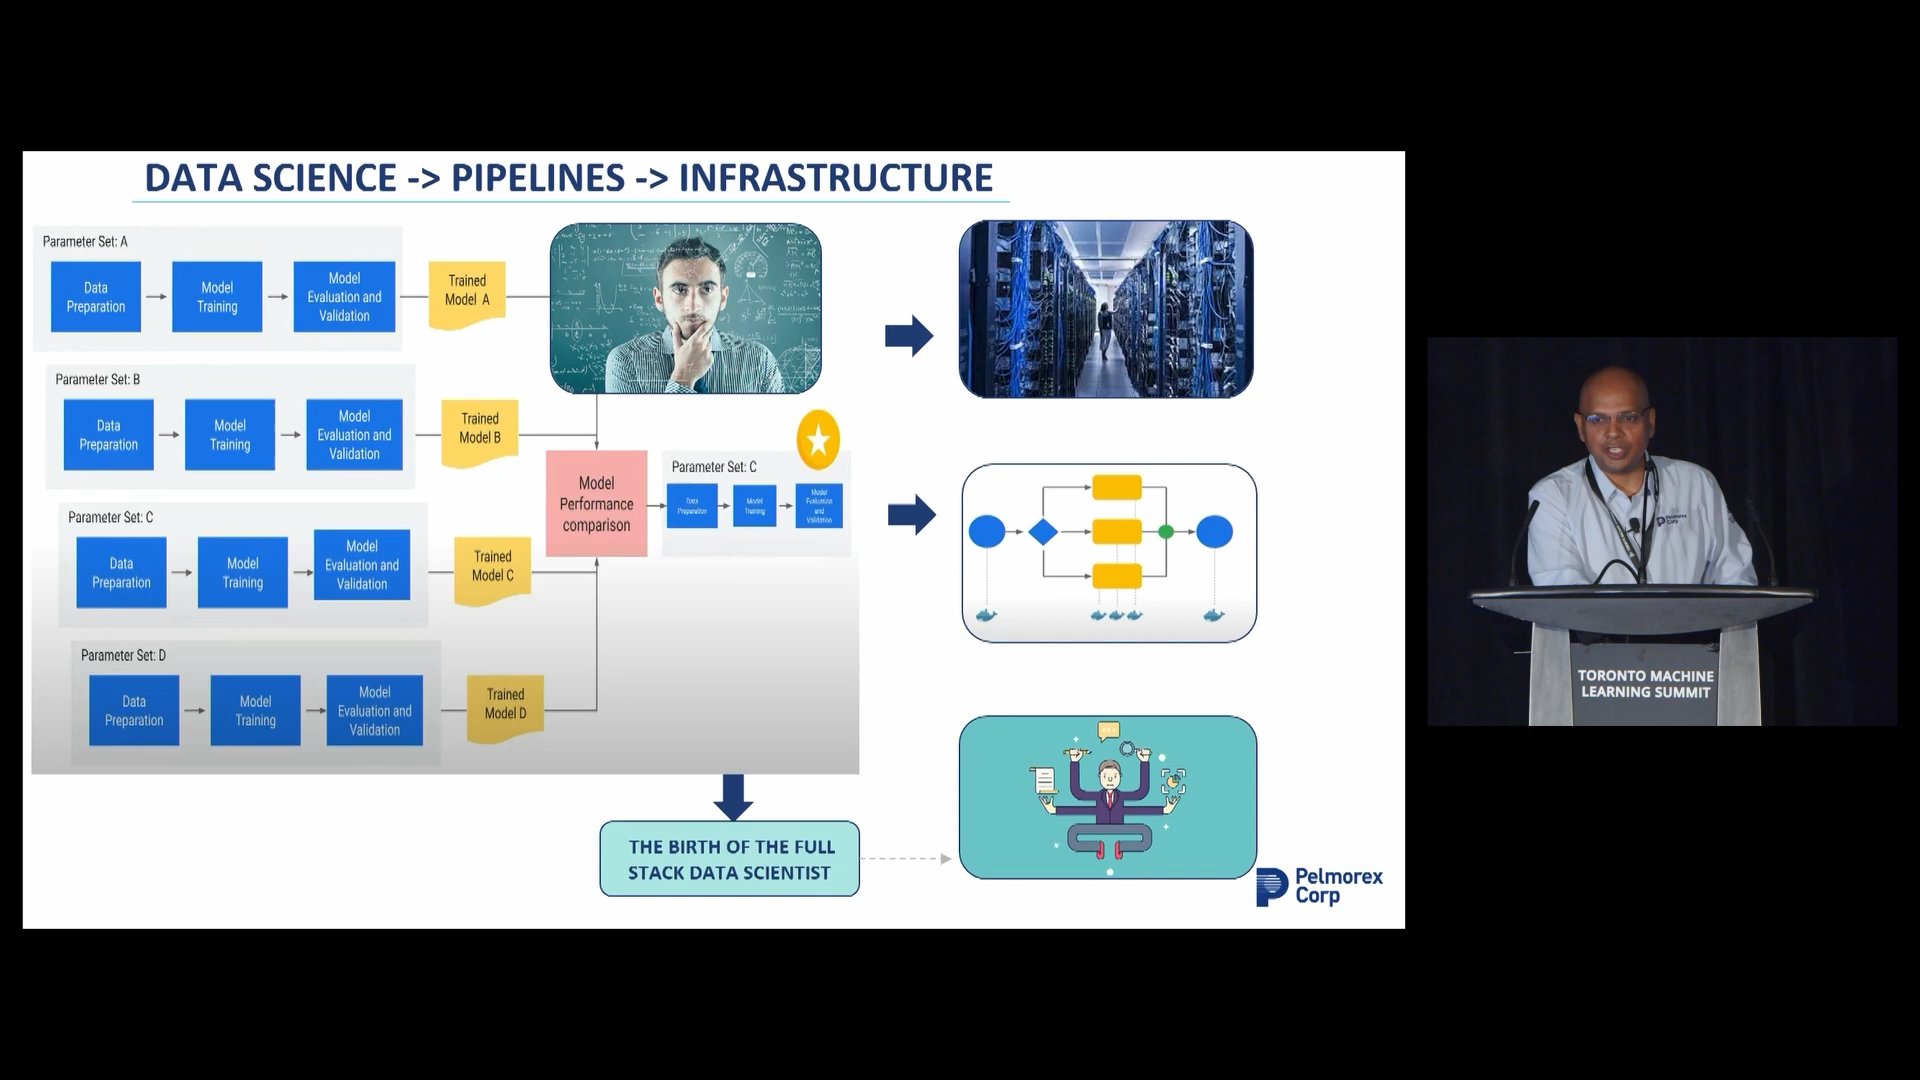 DATA SCIENCE -> PIPELINES -> INFRASTRUCTURE
Parameter Set: A
Data
Preparation
Model
Training
Model
Evaluation and
Validation
Trained
Model A
Parameter Set: B
Data
Preparation
Model
Training
Model
Evaluation and
Validation
Trained
Model B
Parameter Set: C
Data
Preparation
Model
Training
Model
Evaluation and
Validation
Trained
Model C
Parameter Set: D
Data
Preparation
Model
Training
Model
Evaluation and
Validation
Trained
Model D
Model
Performance
comparison
Parameter Set: C
Data
Preparation
Model
Training
Model
Evaluation
and
Validation
THE BIRTH OF THE FULL
STACK DATA SCIENTIST
Pelmorex
Corp
Pelmorex
Corp
TORONTO MACHINE
LEARNING SUMMIT